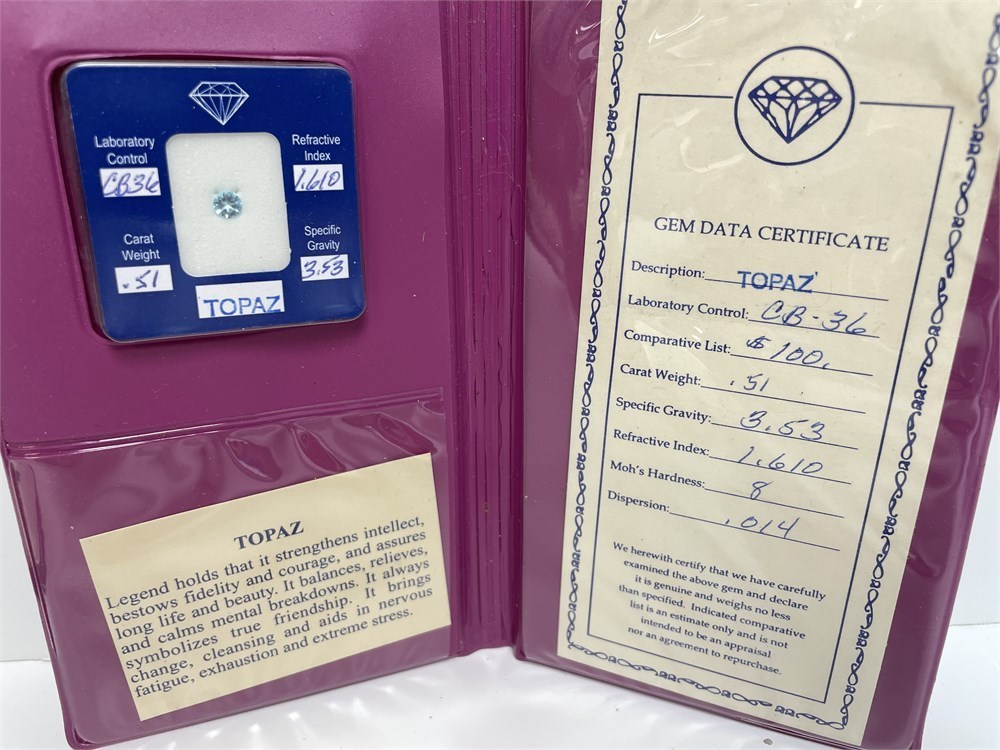 Laboratory
Control
CB36
Refractive
Index
1.610
Carat
Weight
.51
Specific
Gravity
3.53
TOPAZ
TOPAZ
Legend holds that it strengthens intellect,
bestows fidelity and courage, and assures
long life and beauty. It balances, relieves,
and calms mental breakdowns. It always
symbolizes true friendship. It brings
change, cleansing and aids in nervous
fatigue, exhaustion and extreme stress.
GEM DATA CERTIFICATE
Description: TOPAZ
Laboratory Control: CB-36
Comparative List: $100.
Carat Weight: .51
Specific Gravity: 3.53
Refractive Index: 1.610
Moh's Hardness: 8
Dispersion: .014
We herewith certify that we have carefully
examined the above gem and declare
it is genuine and weighs no less
than specified. Indicated comparative
list is an estimate only and is not
intended to be an appraisal
nor an agreement to repurchase.